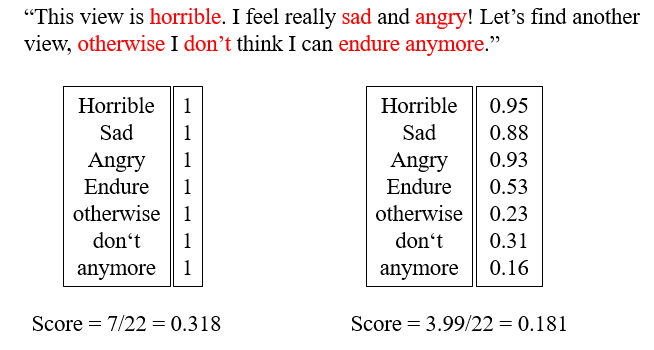 “This view is horrible. I feel really sad and angry! Let’s find another
view, otherwise I don’t think I can endure anymore.”
Horrible 1
Sad 1
Angry 1
Endure 1
otherwise 1
don‘t 1
anymore 1
Score = 7/22 = 0.318
Horrible 0.95
Sad 0.88
Angry 0.93
Endure 0.53
otherwise 0.23
don‘t 0.31
anymore 0.16
Score = 3.99/22 = 0.181